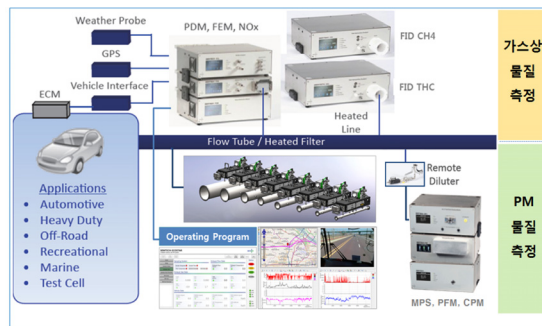 Weather Probe
PDM, FEM, NOx
GPS
Vehicle Interface
ECM
FID CH4
FID THC
Heated
Line
Flow Tube / Heated Filter
Applications
• Automotive
• Heavy Duty
• Off-Road
• Recreational
• Marine
• Test Cell
Operating Program
Remote
Diluter
MPS, PFM, CPM
가스상
물질
측정
PM
물질
측정